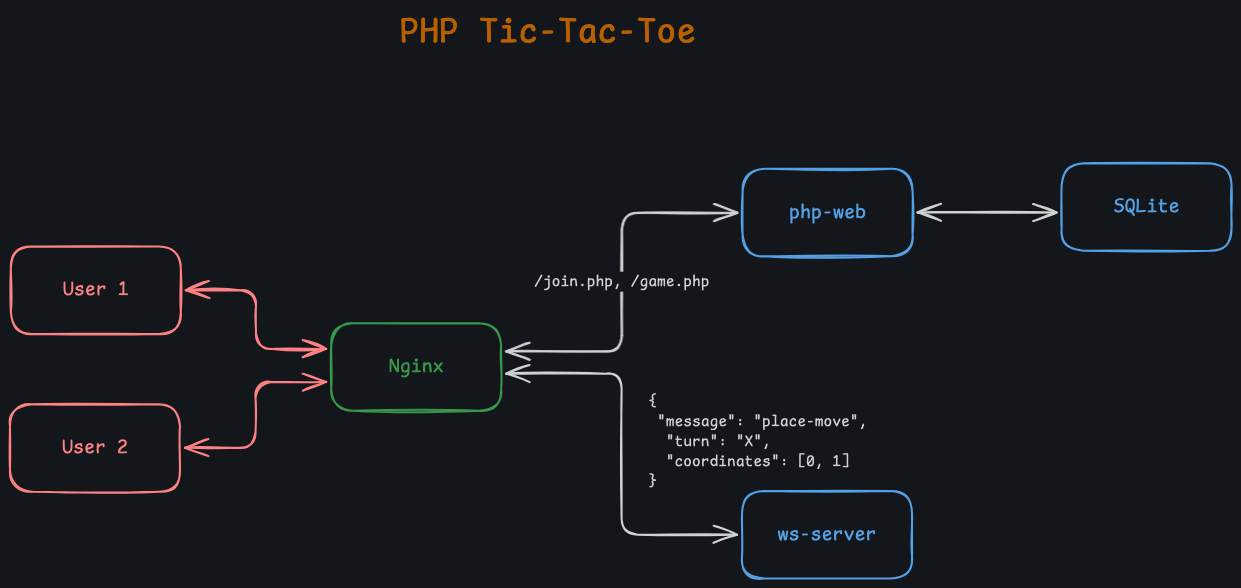 PHP Tic-Tac-Toe
php-web
SQLite
User 1
/join.php, /game.php
Nginx
User 2
{
"message": "place-move",
"turn": "X",
"coordinates": [0, 1]
}
ws-server